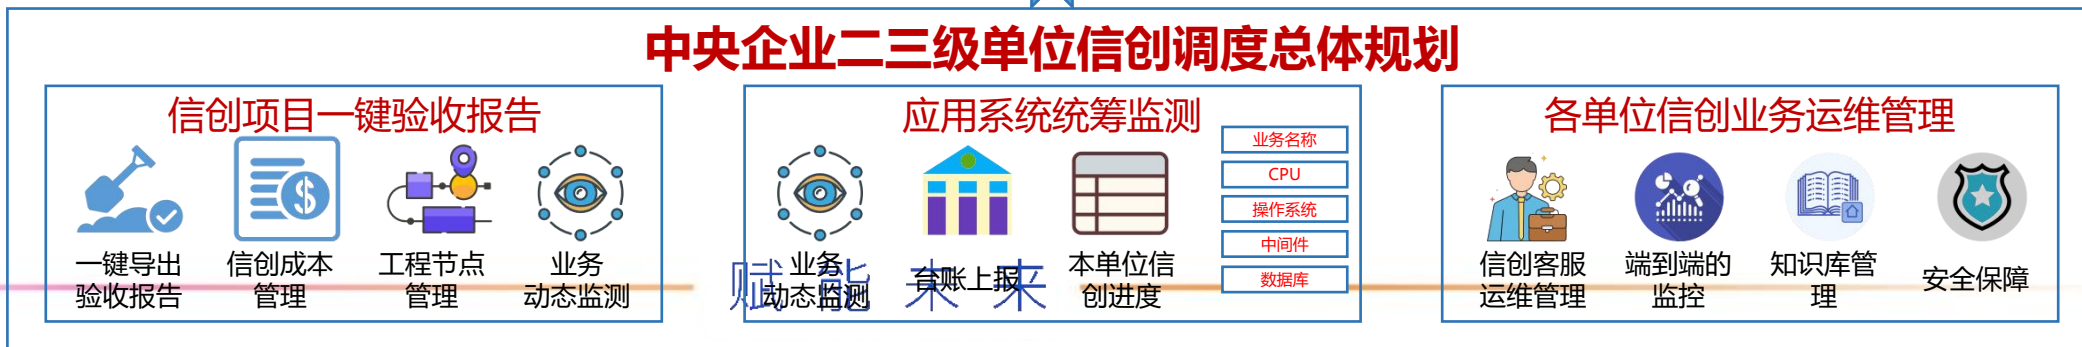 中央企业二三级单位信创调度总体规划
信创项目一键验收报告
一键导出
验收报告
信创成本
管理
工程节点
管理
业务
动态监测
应用系统统筹监测
业务
动态监测
台账上报
本单位信
创进度
业务名称
CPU
操作系统
中间件
数据库
赋能未来
各单位信创业务运维管理
信创客服
运维管理
端到端的
监控
知识库管
理
安全保障